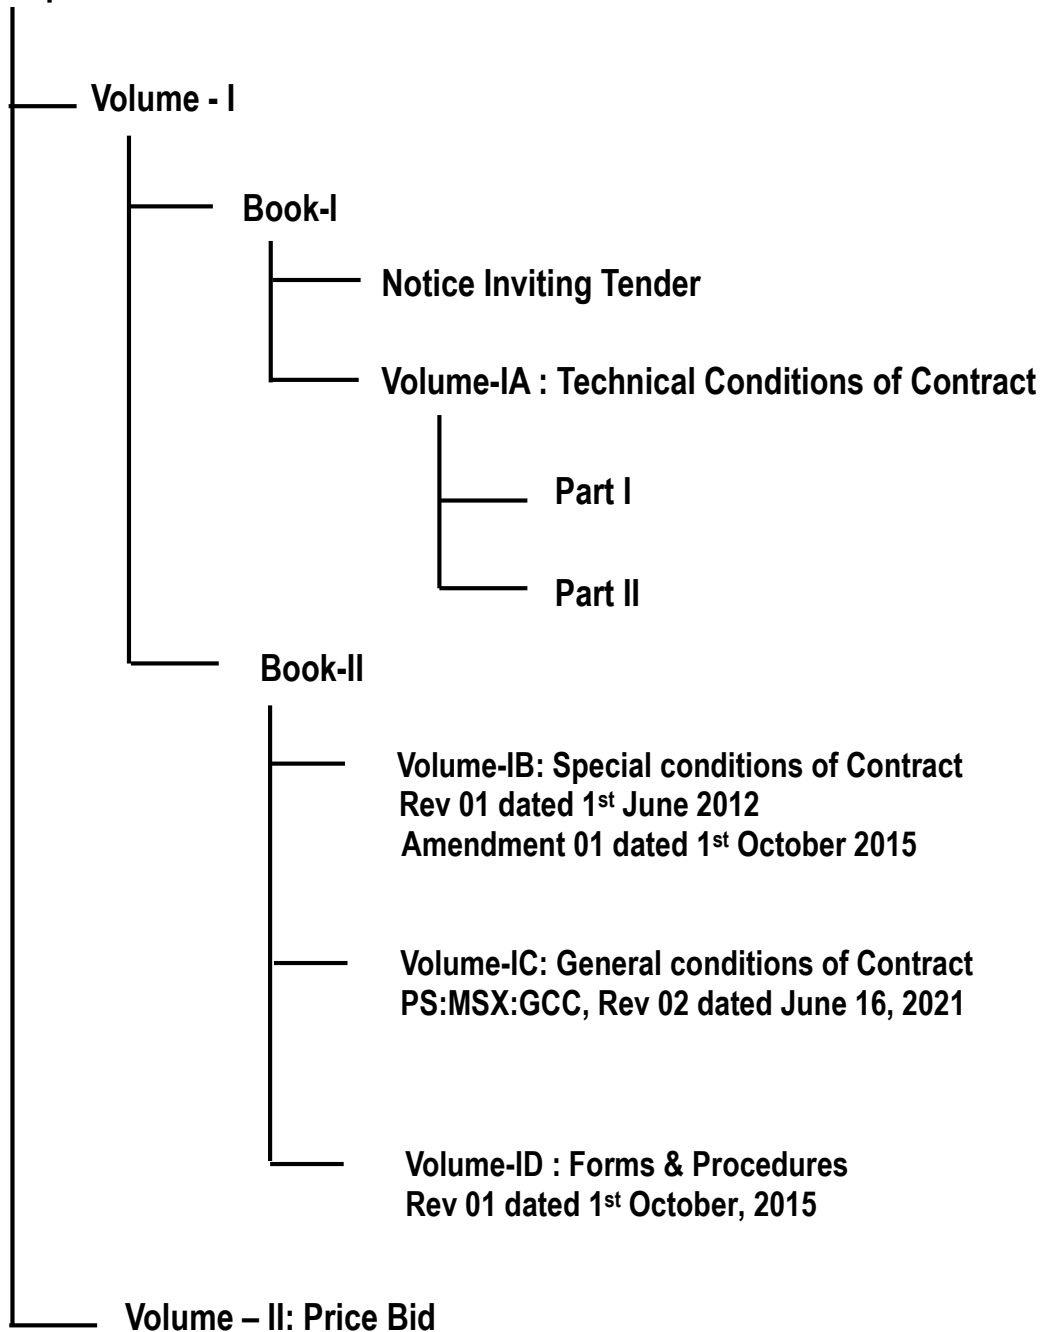 Volume - I
Book-I
Notice Inviting Tender
Volume-IA : Technical Conditions of Contract
Part I
Part II
Book-II
Volume-IB: Special conditions of Contract
Rev 01 dated 1st June 2012
Amendment 01 dated 1st October 2015
Volume-IC: General conditions of Contract
PS:MSX:GCC, Rev 02 dated June 16, 2021
Volume-ID : Forms & Procedures
Rev 01 dated 1st October, 2015
Volume – II: Price Bid